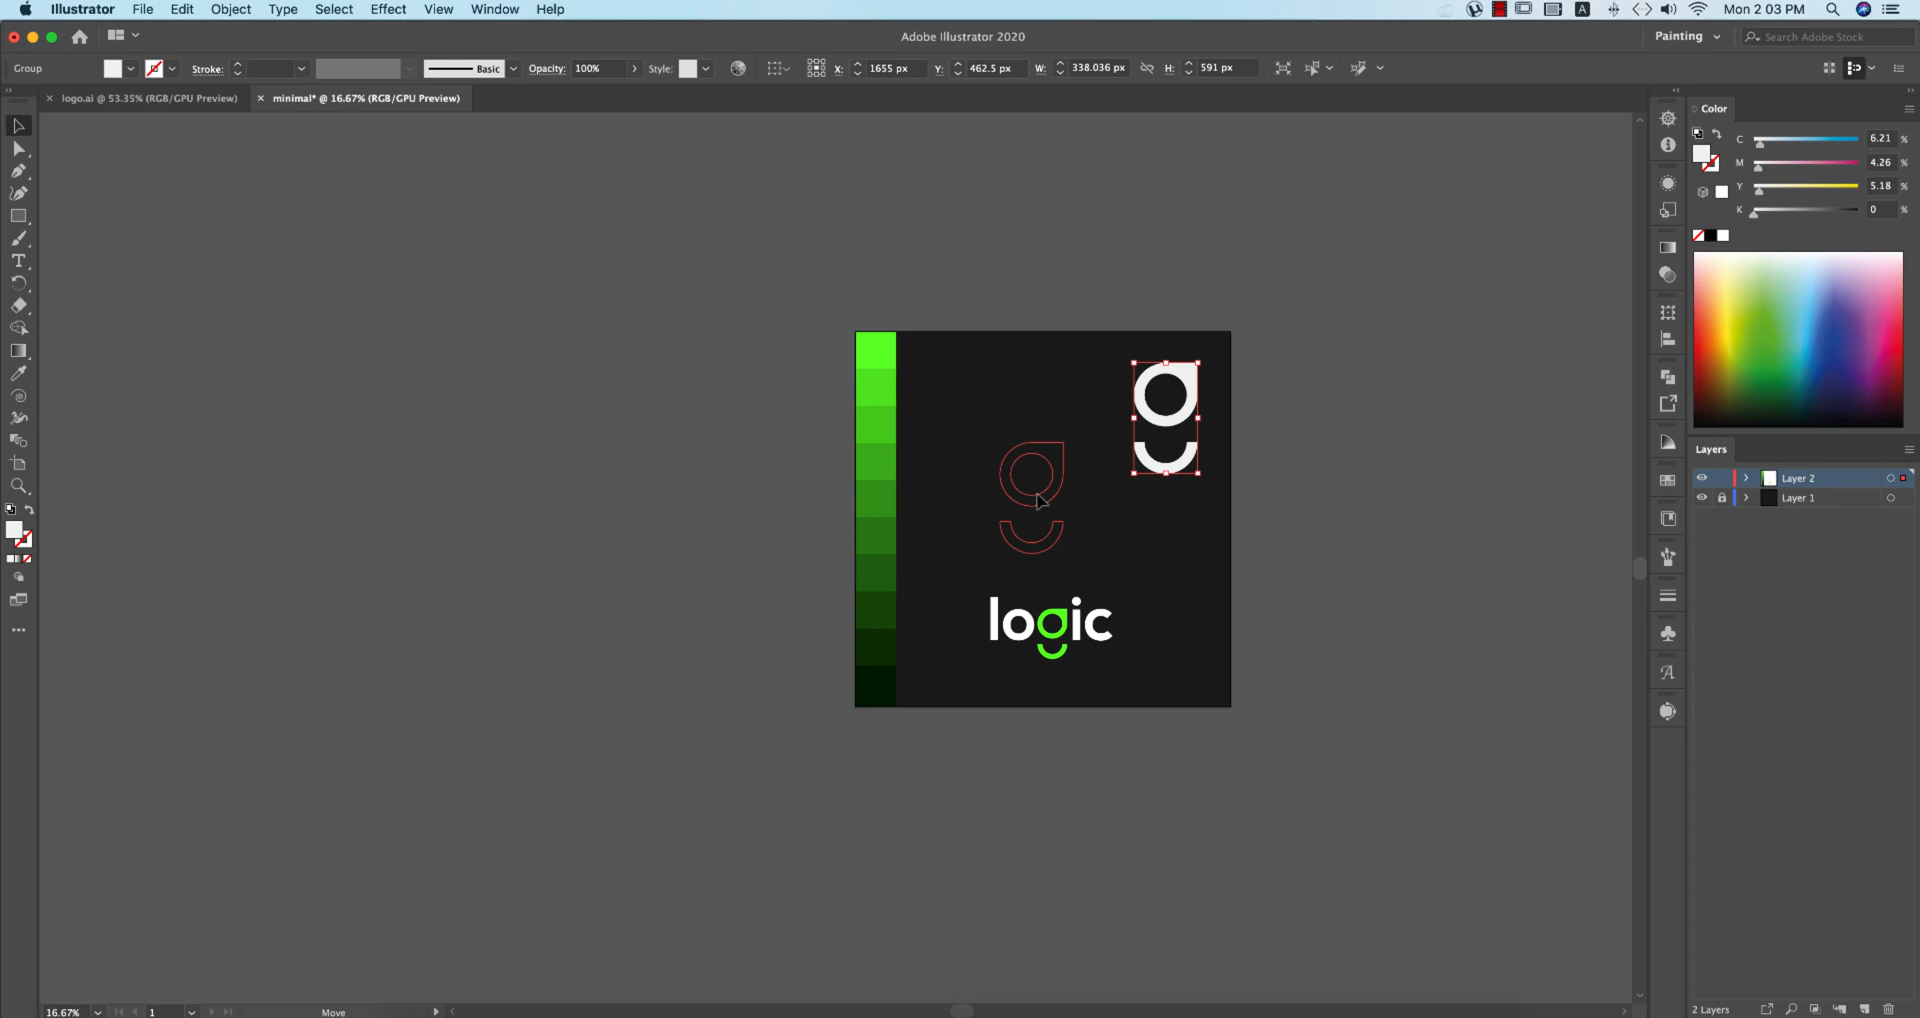 Illustrator File Edit Object Type Select Effect View Window Help A Mon 2 03 PM
Adobe Illustrator 2020 Painting Search Adobe Stock
Group Stroke: Basic Opacity: 100% Style: X: 1655 px Y: 462.5 px W: 338.036 px H: 591 px
logo.ai @ 53.35% (RGB/GPU Preview) minimal* @ 16.67% (RGB/GPU Preview)
Color
C 6.21 %
M 4.26 %
Y 5.18 %
K 0 %
g
logic
Layers
Layer 2
Layer 1
2 Layers
16.67% 1 Move